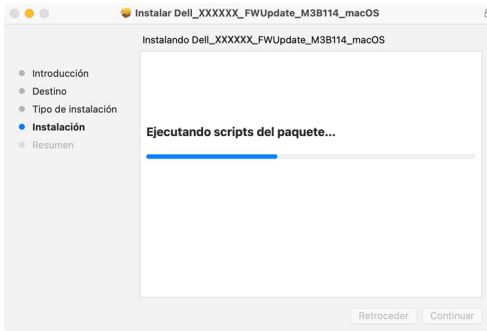 Instalar Dell_XXXXXX_FWUpdate_M3B114_macOS
Instalando Dell_XXXXXX_FWUpdate_M3B114_macOS
Introducción
Destino
Tipo de instalación
Instalación
Resumen
Ejecutando scripts del paquete...
Retroceder Continuar